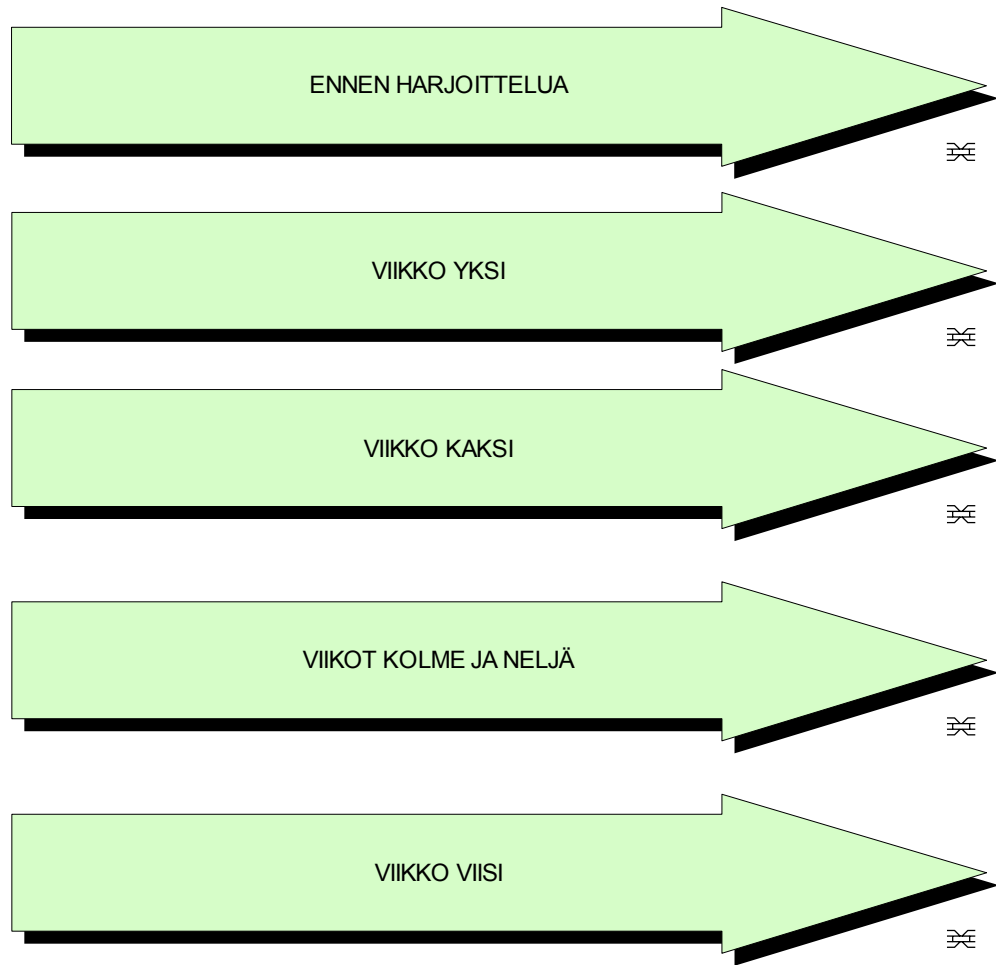 ENNEN HARJOITTELUA
VIIKKO YKSI
VIIKKO KAKSI
VIIKOT KOLME JA NELJÄ
VIIKKO VIISI